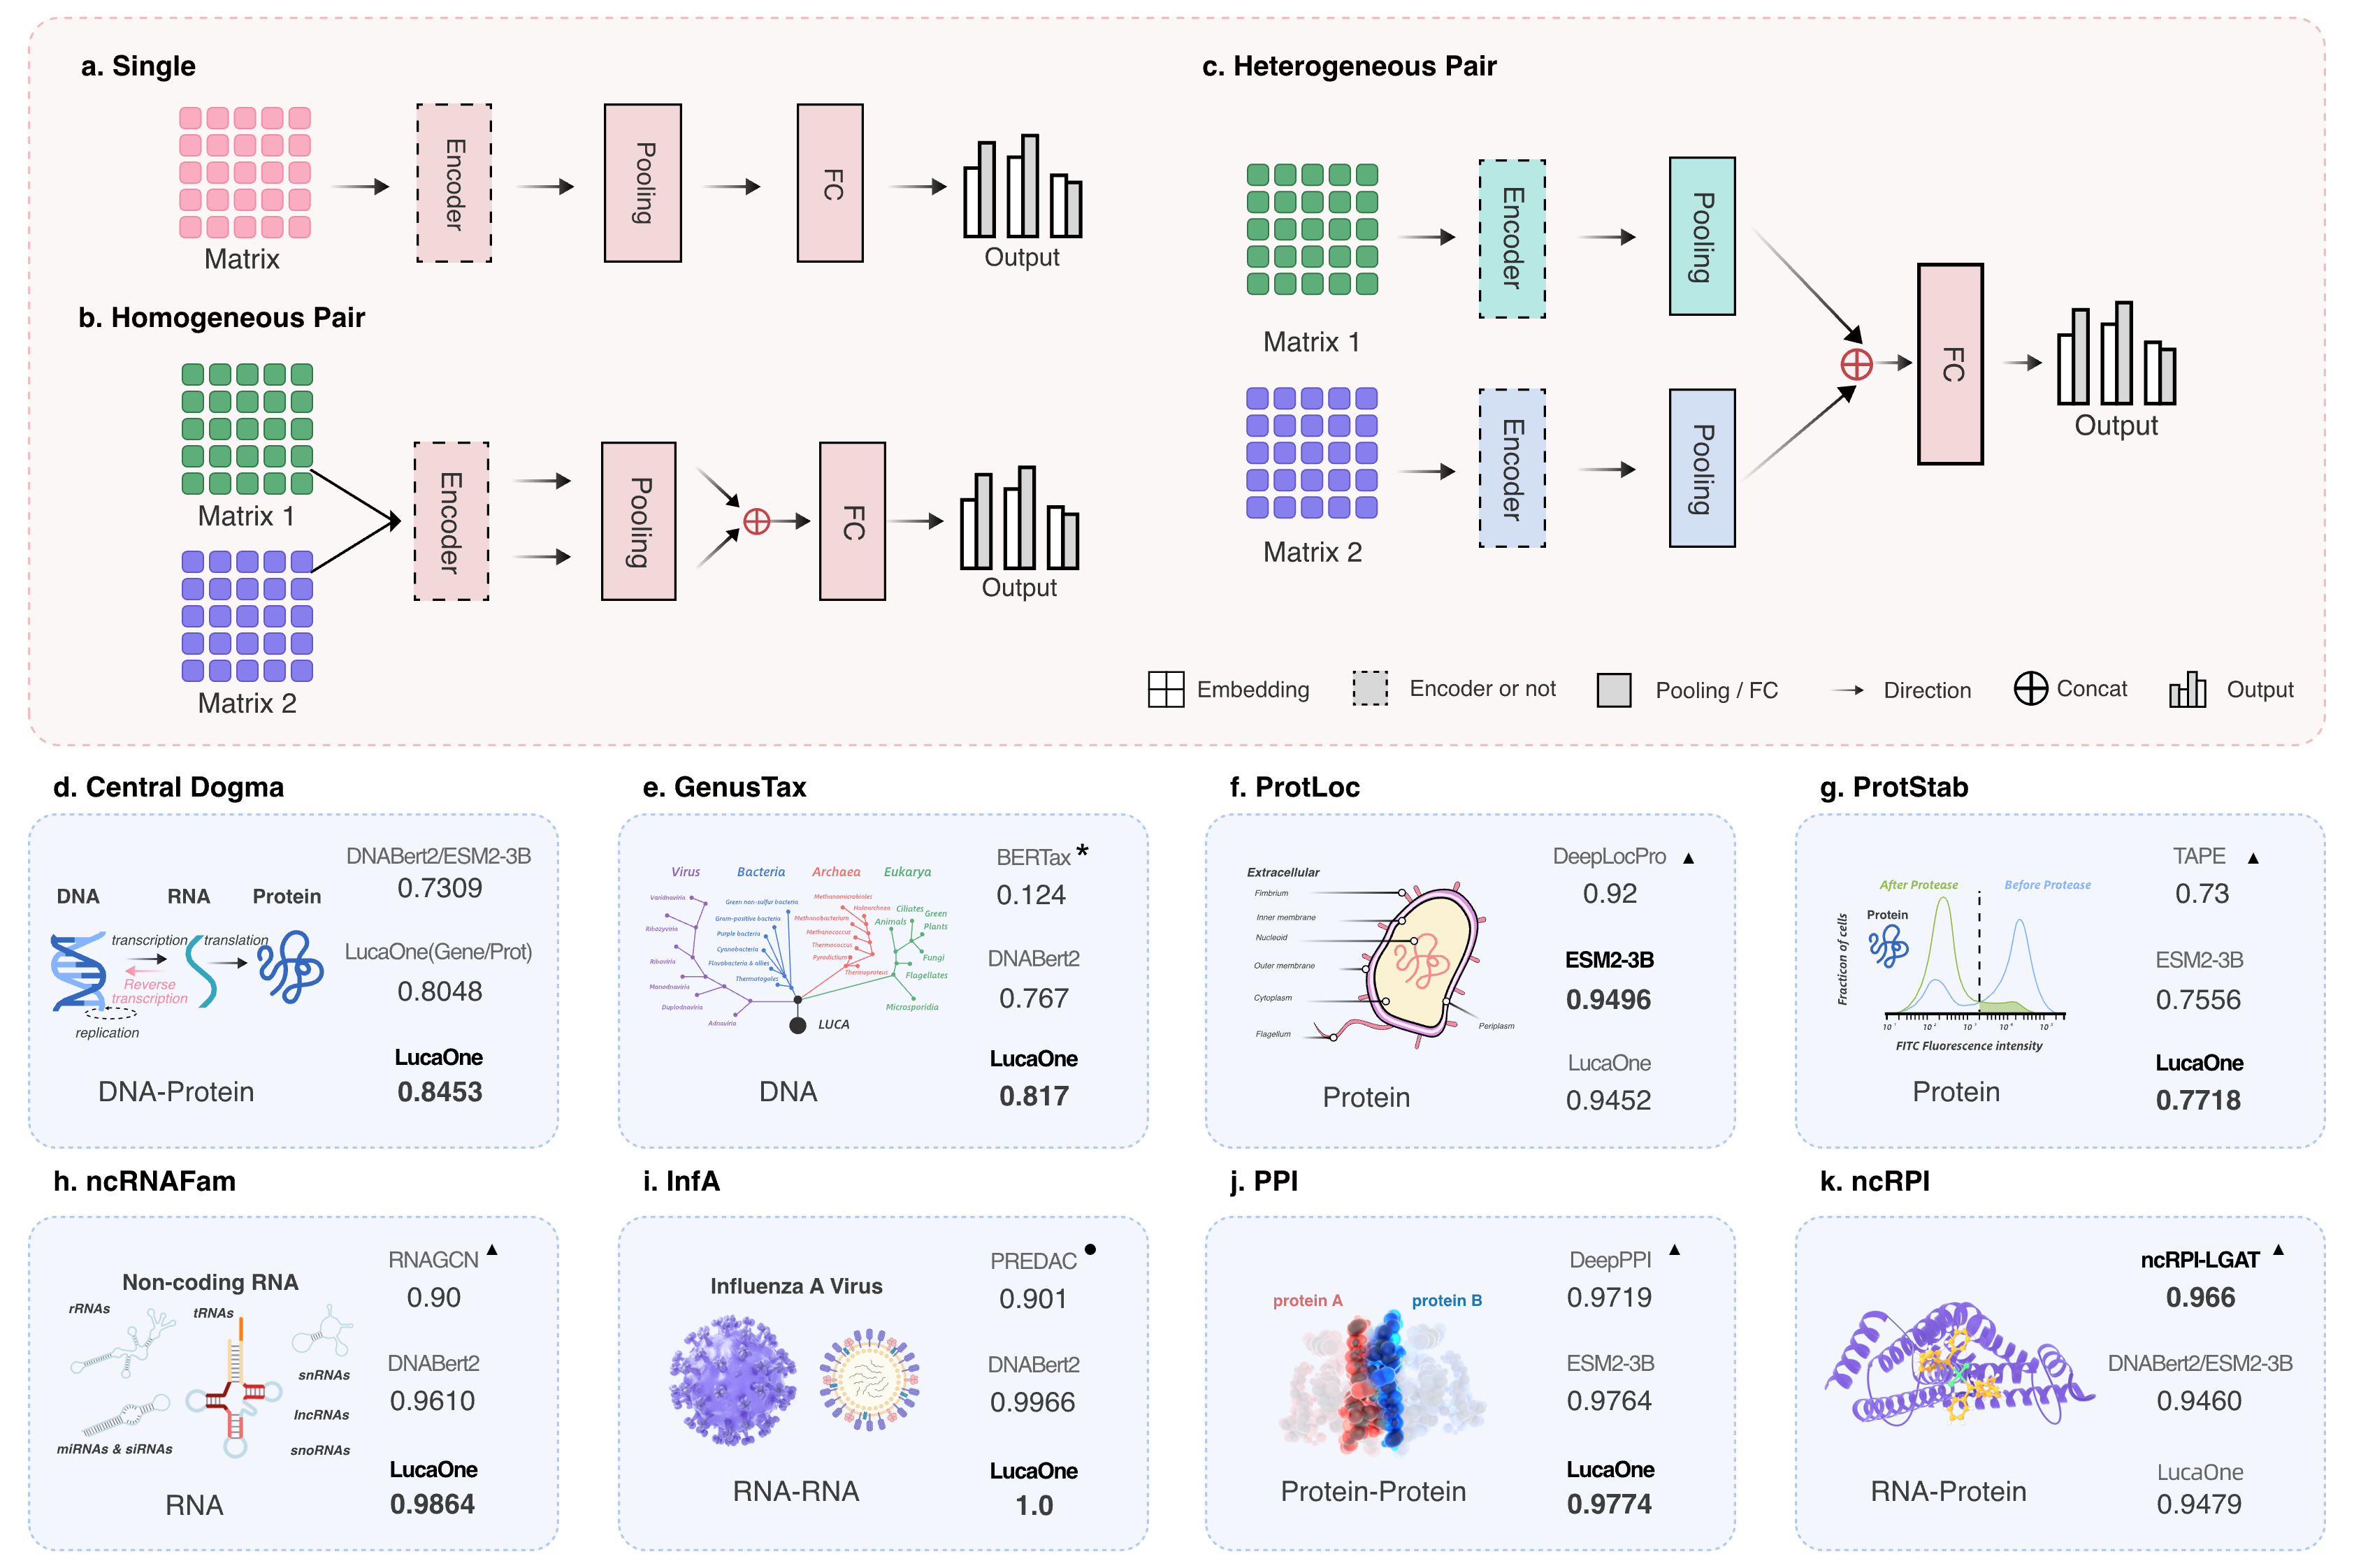 a. Single
Matrix
Encoder
Pooling
FC
Output
b. Homogeneous Pair
Matrix 1
Matrix 2
Encoder
Pooling
FC
Output
c. Heterogeneous Pair
Matrix 1
Encoder
Pooling
Matrix 2
Encoder
Pooling
FC
Output
Embedding
Encoder or not
Pooling / FC
Direction
Concat
Output
d. Central Dogma
DNA
RNA
Protein
transcription
translation
Reverse
transcription
replication
DNA-Protein
DNABert2/ESM2-3B
0.7309
LucaOne(Gene/Prot)
0.8048
LucaOne
0.8453
e. GenusTax
Virus
Bacteria
Archaea
Eukarya
Varidnaviria
Ribozyviria
Riboviria
Monodnaviria
Duplodnaviria
Adnaviria
Green non-sulfur bacteria
Gram-positive bacteria
Purple bacteria
Cyanobacteria
Flavobacteria & allies
Thermotogales
Methanomicrobiales
Haloarchaea
Methanobacterium
Methanococcus
Thermococcus
Pyrodictium
Thermoproteus
Ciliates
Green
Plants
Animals
Fungi
Flagellates
Microsporidia
LUCA
DNA
BERTax *
0.124
DNABert2
0.767
LucaOne
0.817
f. ProtLoc
Extracellular
Fimbrium
Inner membrane
Nucleoid
Outer membrane
Cytoplasm
Flagellum
Periplasm
Protein
DeepLocPro ▲
0.92
ESM2-3B
0.9496
LucaOne
0.9452
g. ProtStab
After Protease
Before Protease
Protein
Fracticon of cells
10¹ 10² 10³ 10⁴ 10⁵
FITC Fluorescence intensity
Protein
TAPE ▲
0.73
ESM2-3B
0.7556
LucaOne
0.7718
h. ncRNAFam
Non-coding RNA
rRNAs
tRNAs
snRNAs
lncRNAs
miRNAs & siRNAs
snoRNAs
RNA
RNAGCN ▲
0.90
DNABert2
0.9610
LucaOne
0.9864
i. InfA
Influenza A Virus
RNA-RNA
PREDAC ●
0.901
DNABert2
0.9966
LucaOne
1.0
j. PPI
protein A
protein B
Protein-Protein
DeepPPI ▲
0.9719
ESM2-3B
0.9764
LucaOne
0.9774
k. ncRPI
RNA-Protein
ncRPI-LGAT ▲
0.966
DNABert2/ESM2-3B
0.9460
LucaOne
0.9479